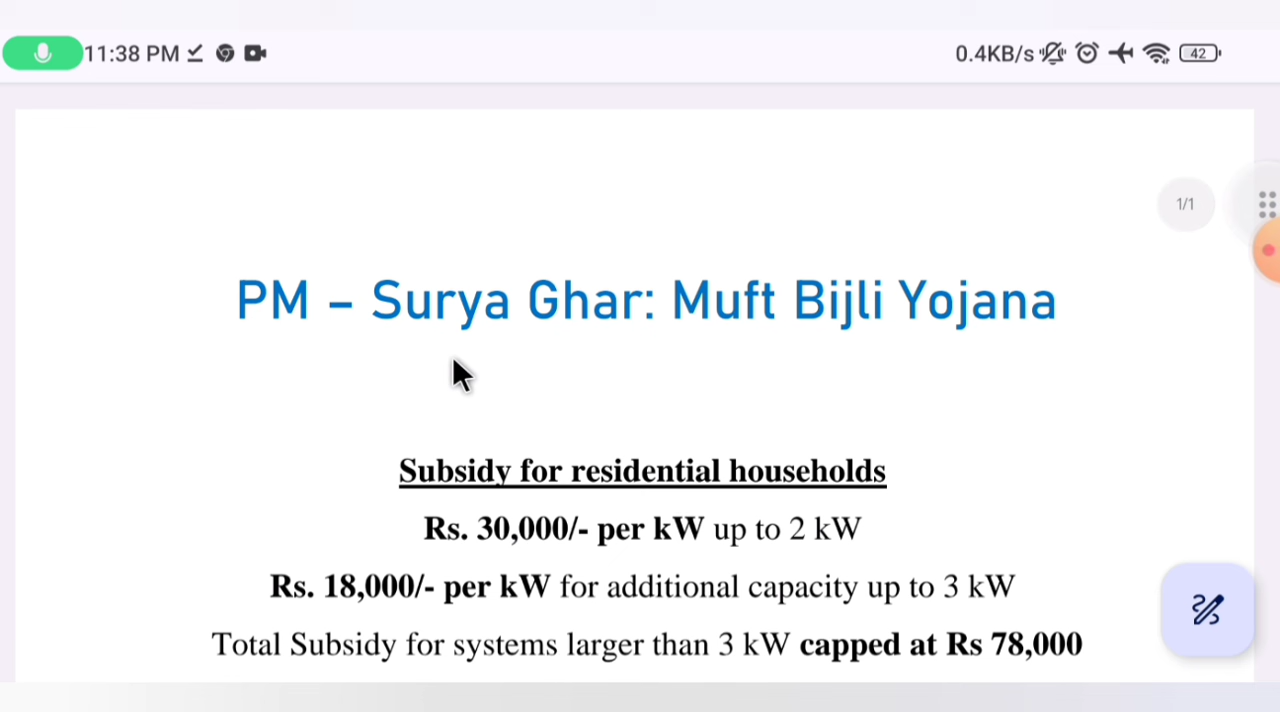 11:38 PM
0.4KB/s
42
1/1
PM – Surya Ghar: Muft Bijli Yojana
Subsidy for residential households
Rs. 30,000/- per kW up to 2 kW
Rs. 18,000/- per kW for additional capacity up to 3 kW
Total Subsidy for systems larger than 3 kW capped at Rs 78,000